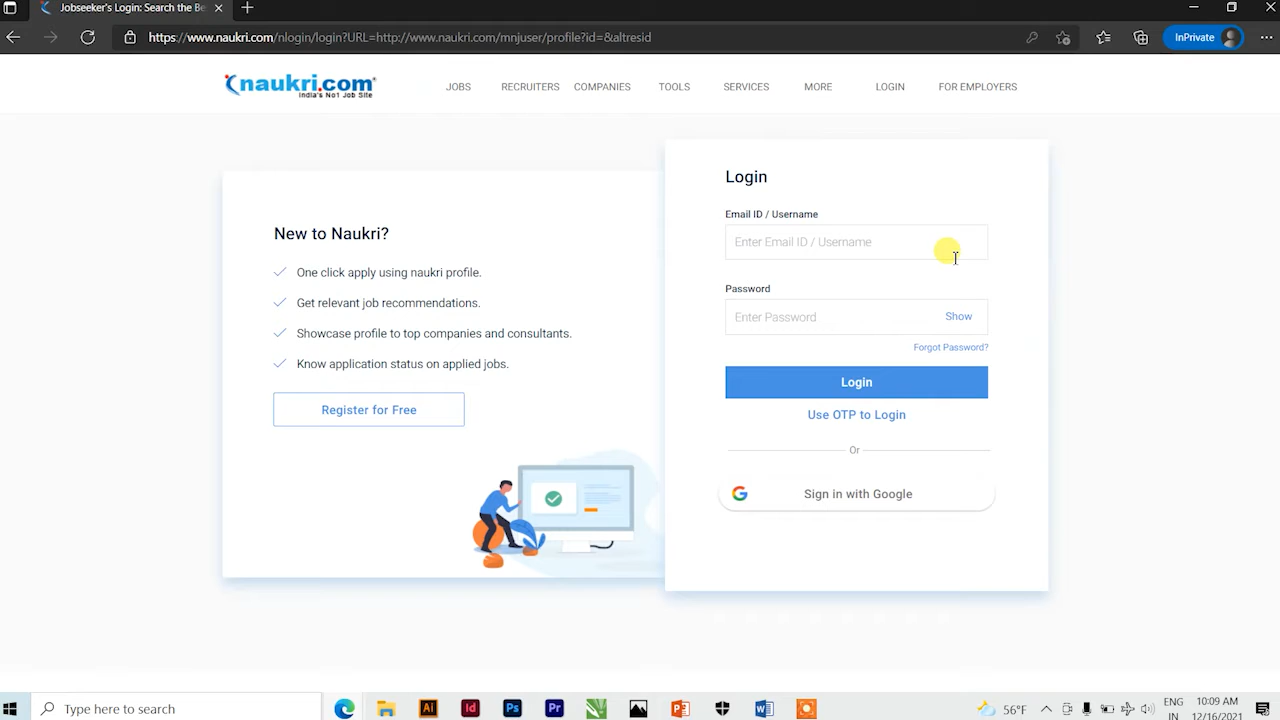 Jobseeker's Login: Search the Be
https://www.naukri.com/nlogin/login?URL=http://www.naukri.com/mnjuser/profile?id=&altresid
InPrivate
naukri.com
India's No1 Job Site
JOBS RECRUITERS COMPANIES TOOLS SERVICES MORE LOGIN FOR EMPLOYERS
New to Naukri?
One click apply using naukri profile.
Get relevant job recommendations.
Showcase profile to top companies and consultants.
Know application status on applied jobs.
Register for Free
Login
Email ID / Username
Enter Email ID / Username
Password
Enter Password Show
Forgot Password?
Login
Use OTP to Login
Or
Sign in with Google
Type here to search
Ai Id Ps Pr
56°F
ENG
IN
10:09 AM